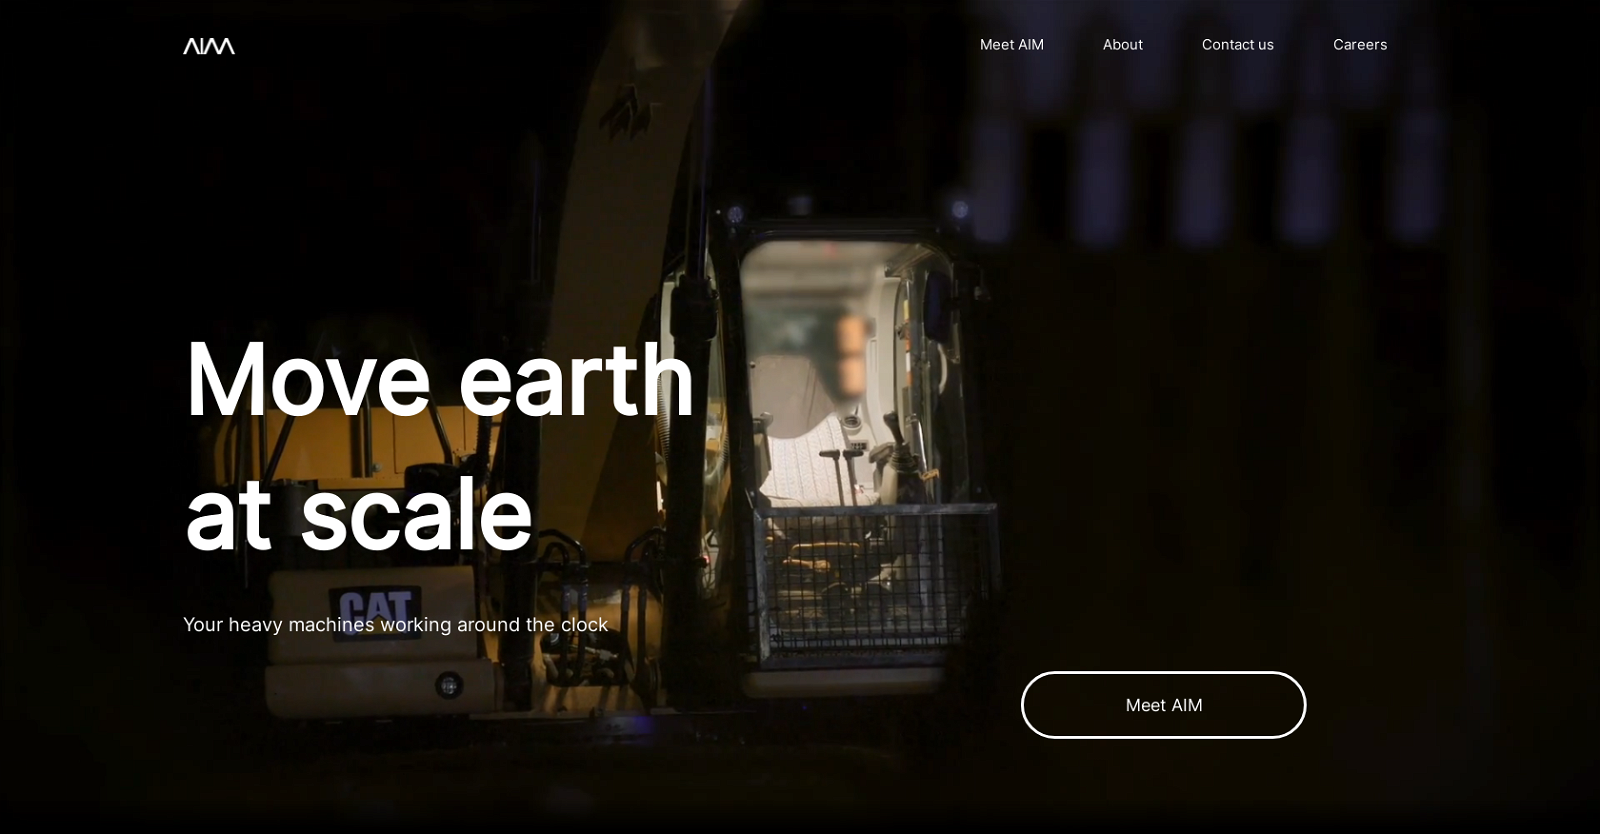 AIM
Meet AIM
About
Contact us
Careers
Move earth
at scale
CAT
Your heavy machines working around the clock
Meet AIM